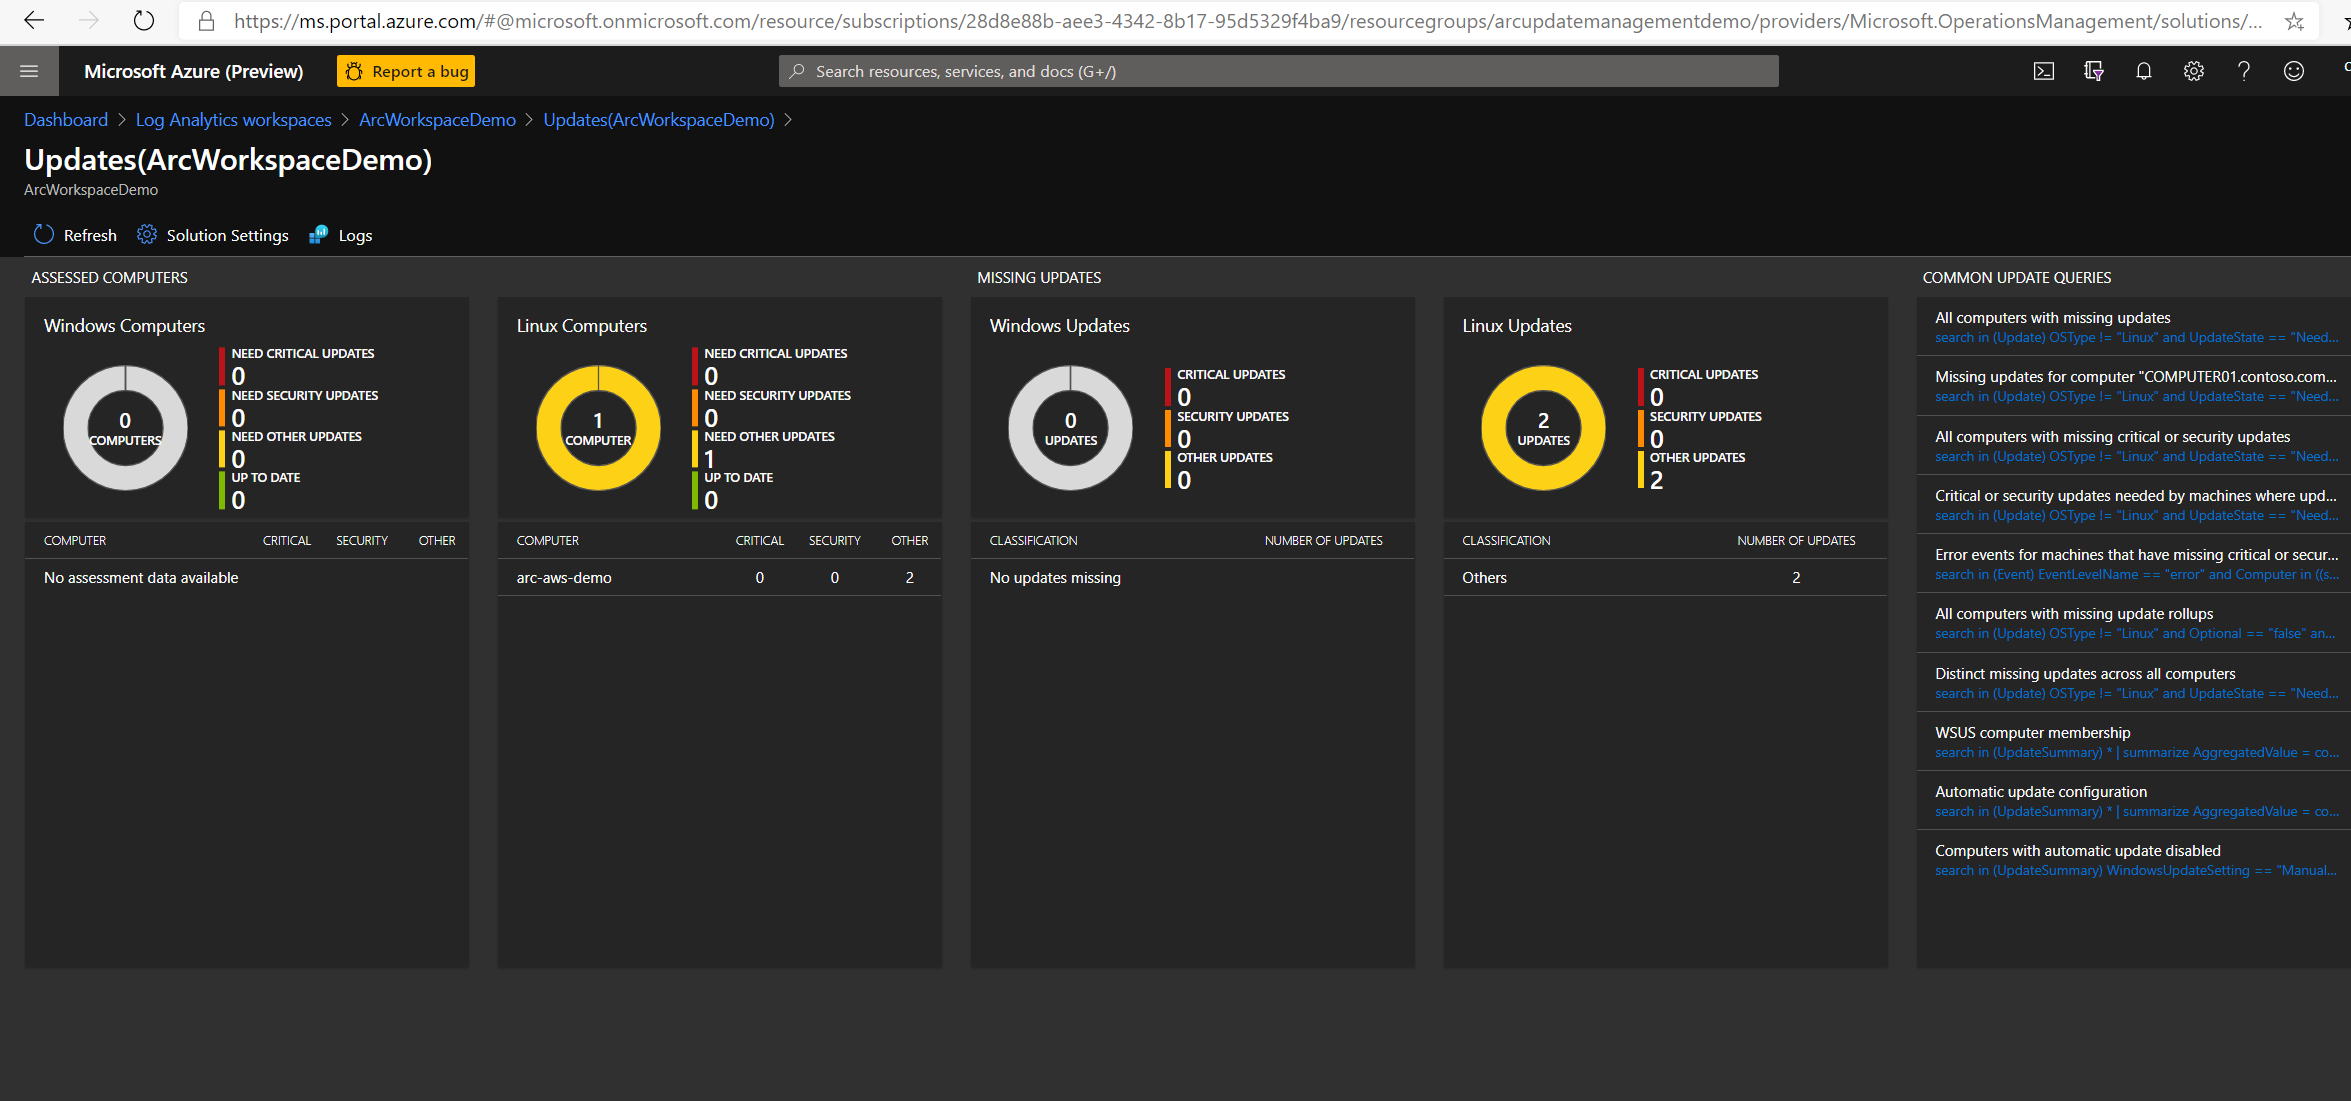 https://ms.portal.azure.com/#@microsoft.onmicrosoft.com/resource/subscriptions/28d8e88b-aee3-4342-8b17-95d5329f4ba9/resourcegroups/arcupdatemanagementdemo/providers/Microsoft.OperationsManagement/solutions/...
Microsoft Azure (Preview)
Report a bug
Search resources, services, and docs (G+/)
Dashboard > Log Analytics workspaces > ArcWorkspaceDemo > Updates(ArcWorkspaceDemo) >
Updates(ArcWorkspaceDemo)
ArcWorkspaceDemo
Refresh
Solution Settings
Logs
ASSESSED COMPUTERS
Windows Computers
0
COMPUTERS
NEED CRITICAL UPDATES
0
NEED SECURITY UPDATES
0
NEED OTHER UPDATES
0
UP TO DATE
0
COMPUTER CRITICAL SECURITY OTHER
No assessment data available
Linux Computers
1
COMPUTER
NEED CRITICAL UPDATES
0
NEED SECURITY UPDATES
0
NEED OTHER UPDATES
1
UP TO DATE
0
COMPUTER CRITICAL SECURITY OTHER
arc-aws-demo 0 0 2
MISSING UPDATES
Windows Updates
0
UPDATES
CRITICAL UPDATES
0
SECURITY UPDATES
0
OTHER UPDATES
0
CLASSIFICATION NUMBER OF UPDATES
No updates missing
Linux Updates
2
UPDATES
CRITICAL UPDATES
0
SECURITY UPDATES
0
OTHER UPDATES
2
CLASSIFICATION NUMBER OF UPDATES
Others 2
COMMON UPDATE QUERIES
All computers with missing updates
search in (Update) OSType != "Linux" and UpdateState == "Need...
Missing updates for computer "COMPUTER01.contoso.com...
search in (Update) OSType != "Linux" and UpdateState == "Need...
All computers with missing critical or security updates
search in (Update) OSType != "Linux" and UpdateState == "Need...
Critical or security updates needed by machines where upd...
search in (Update) OSType != "Linux" and UpdateState == "Need...
Error events for machines that have missing critical or secur...
search in (Event) EventLevelName == "error" and Computer in ((s...
All computers with missing update rollups
search in (Update) OSType != "Linux" and Optional == "false" an...
Distinct missing updates across all computers
search in (Update) OSType != "Linux" and UpdateState == "Need...
WSUS computer membership
search in (UpdateSummary) * | summarize AggregatedValue = co...
Automatic update configuration
search in (UpdateSummary) * | summarize AggregatedValue = co...
Computers with automatic update disabled
search in (UpdateSummary) WindowsUpdateSetting == "Manual...